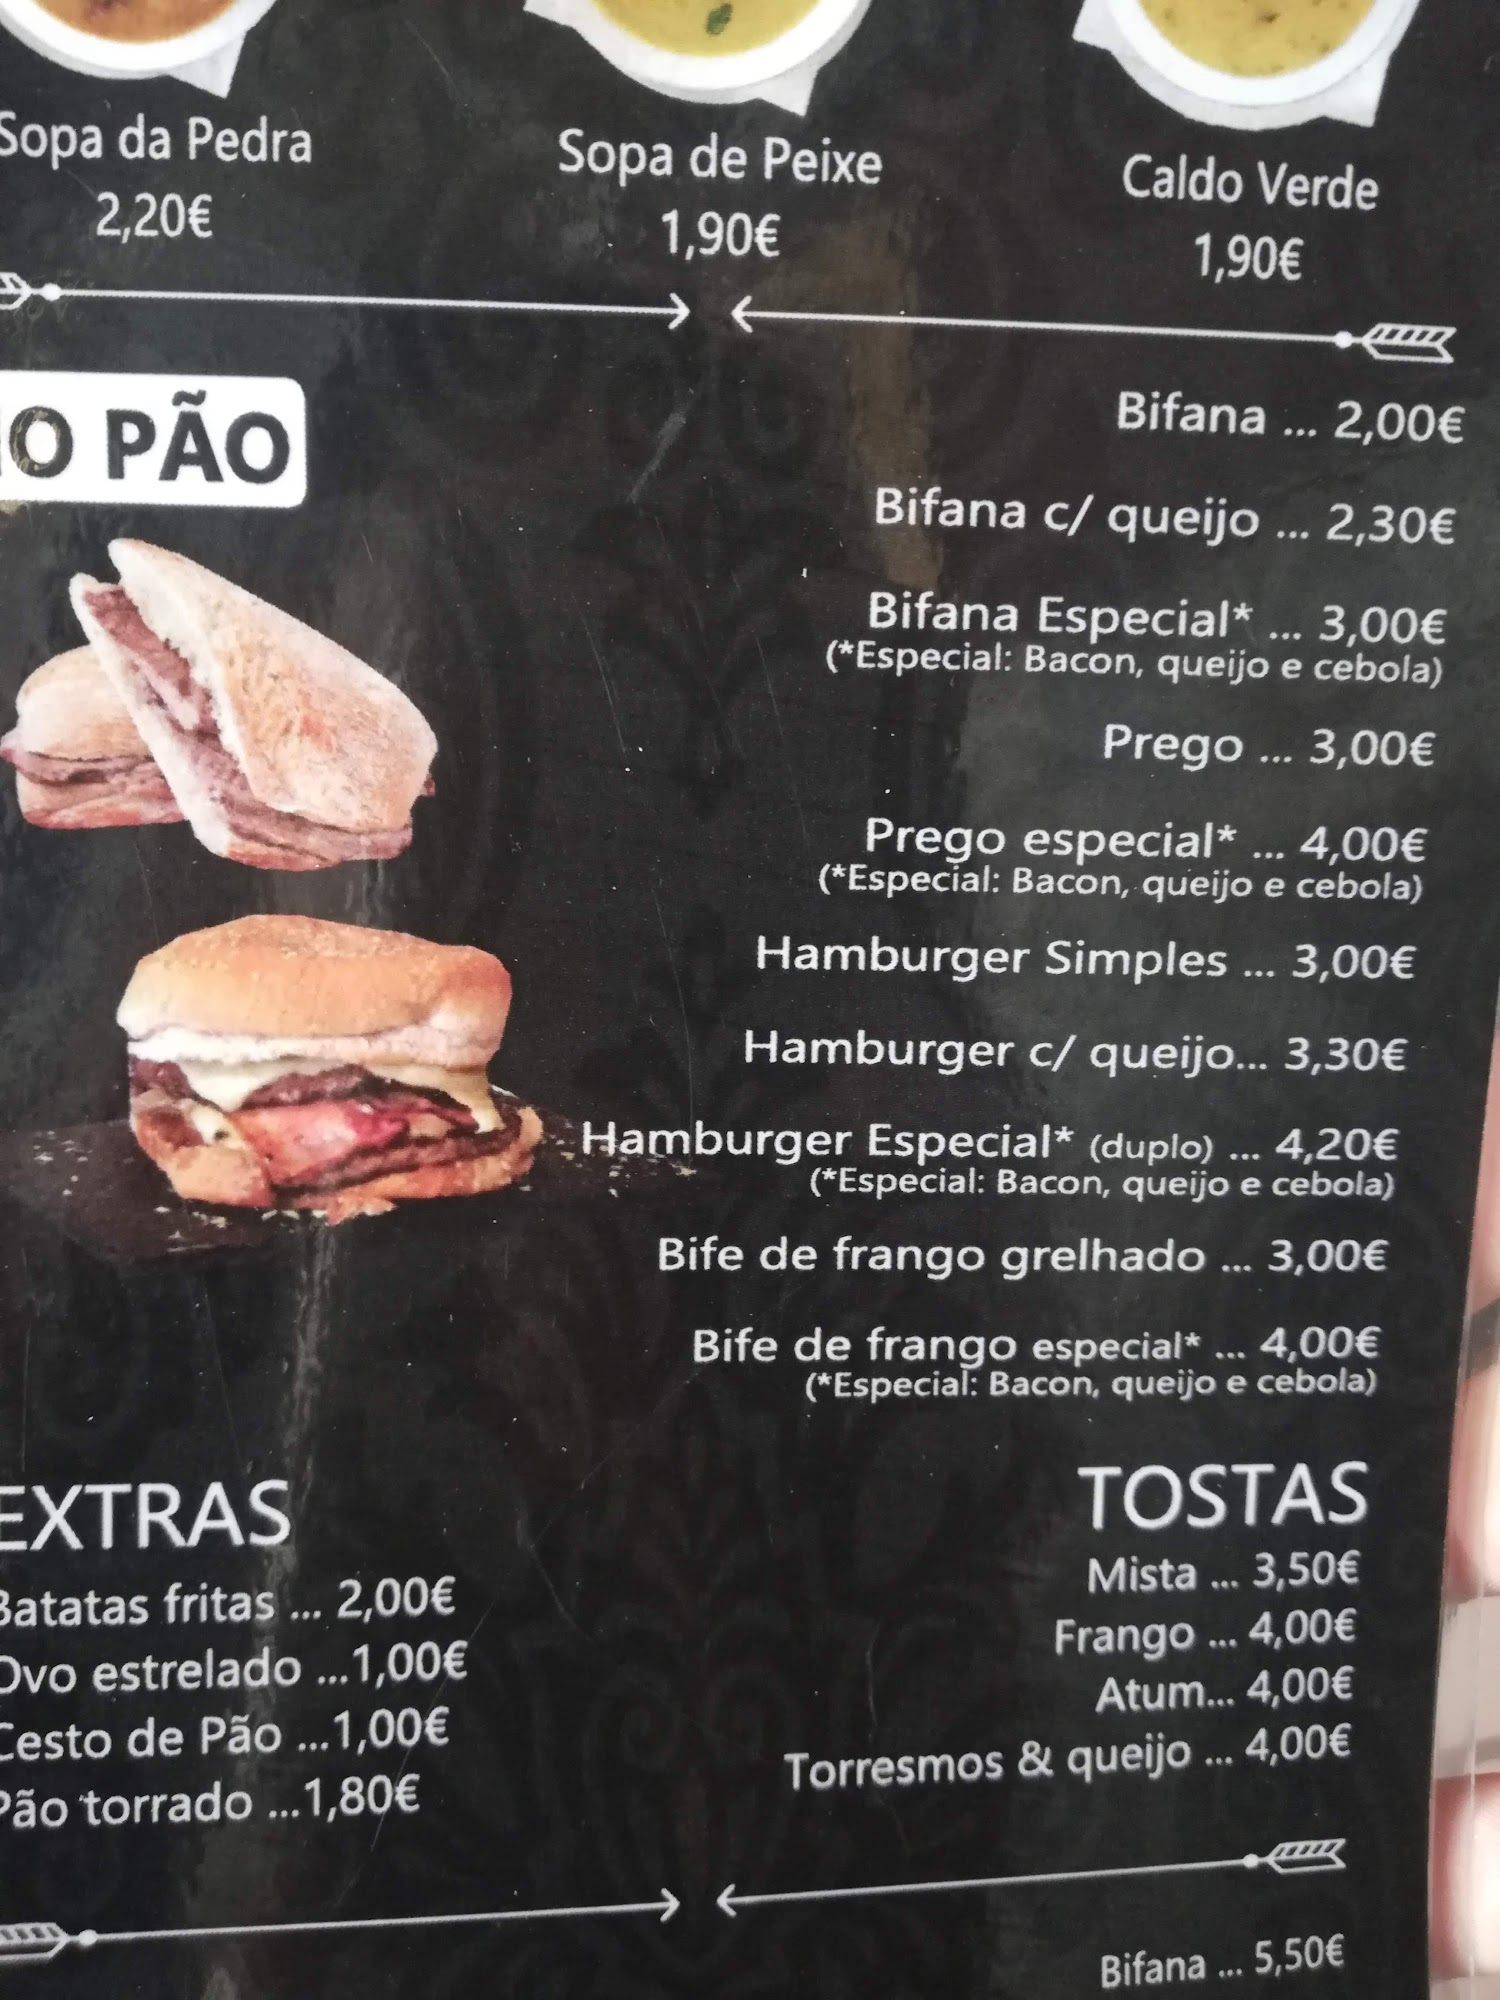 Sopa da Pedra
2,20€
Sopa de Peixe
1,90€
Caldo Verde
1,90€
NO PÃO
Bifana ... 2,00€
Bifana c/ queijo ... 2,30€
Bifana Especial* ... 3,00€
(*Especial: Bacon, queijo e cebola)
Prego ... 3,00€
Prego especial* ... 4,00€
(*Especial: Bacon, queijo e cebola)
Hamburger Simples ... 3,00€
Hamburger c/ queijo... 3,30€
Hamburger Especial* (duplo) ... 4,20€
(*Especial: Bacon, queijo e cebola)
Bife de frango grelhado ... 3,00€
Bife de frango especial* ... 4,00€
(*Especial: Bacon, queijo e cebola)
EXTRAS
Batatas fritas ... 2,00€
Ovo estrelado ...1,00€
Cesto de Pão ...1,00€
Pão torrado ...1,80€
TOSTAS
Mista ... 3,50€
Frango ... 4,00€
Atum... 4,00€
Torresmos & queijo ... 4,00€
Bifana ... 5,50€